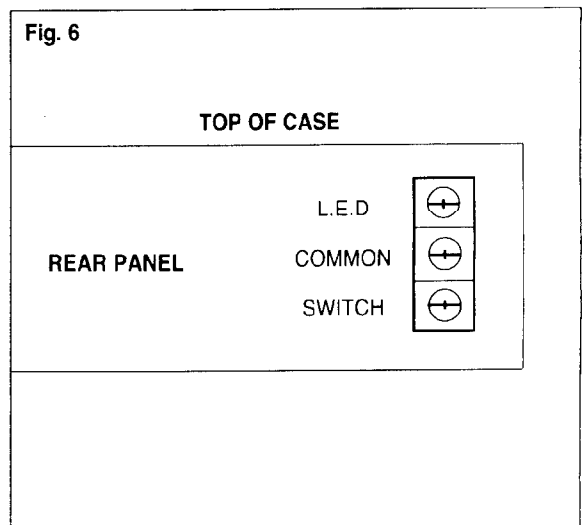 Fig. 6
TOP OF CASE
L.E.D
REAR PANEL
COMMON
SWITCH